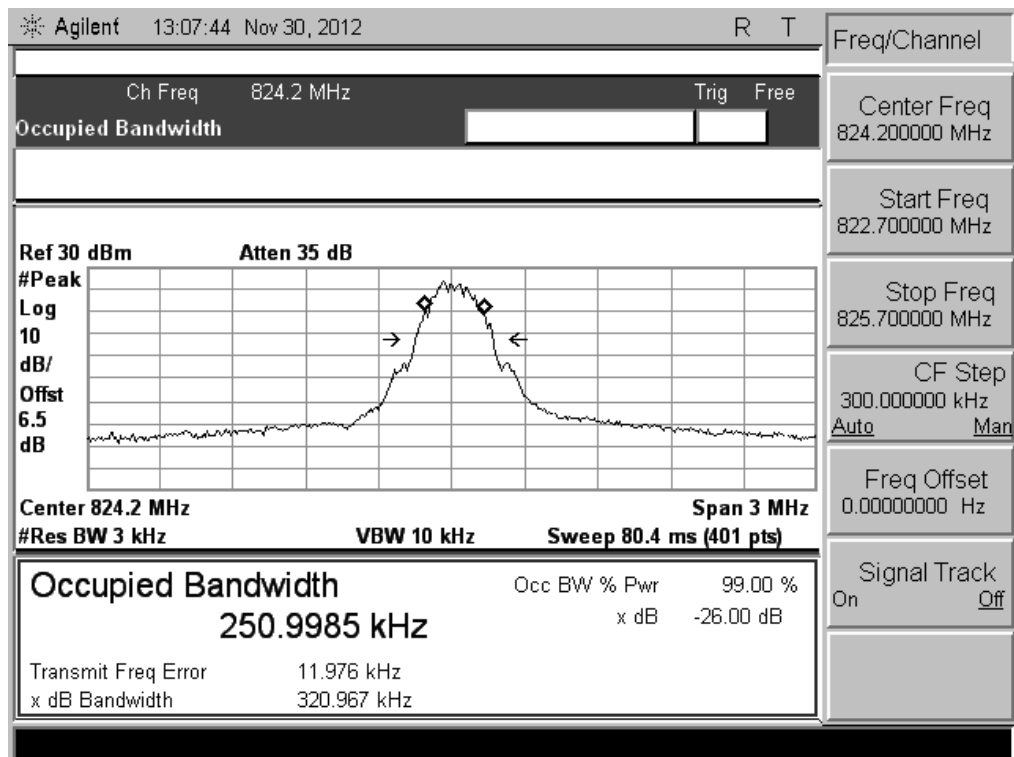 Agilent 13:07:44 Nov 30, 2012 R T
Ch Freq 824.2 MHz Trig Free
Occupied Bandwidth
Ref 30 dBm Atten 35 dB
#Peak
Log
10
dB/
Offst
6.5
dB
Center 824.2 MHz Span 3 MHz
#Res BW 3 kHz VBW 10 kHz Sweep 80.4 ms (401 pts)
Occupied Bandwidth Occ BW % Pwr 99.00 %
250.9985 kHz x dB -26.00 dB
Transmit Freq Error 11.976 kHz
x dB Bandwidth 320.967 kHz
Freq/Channel
Center Freq
824.200000 MHz
Start Freq
822.700000 MHz
Stop Freq
825.700000 MHz
CF Step
300.000000 kHz
Auto Man
Freq Offset
0.00000000 Hz
Signal Track
On Off